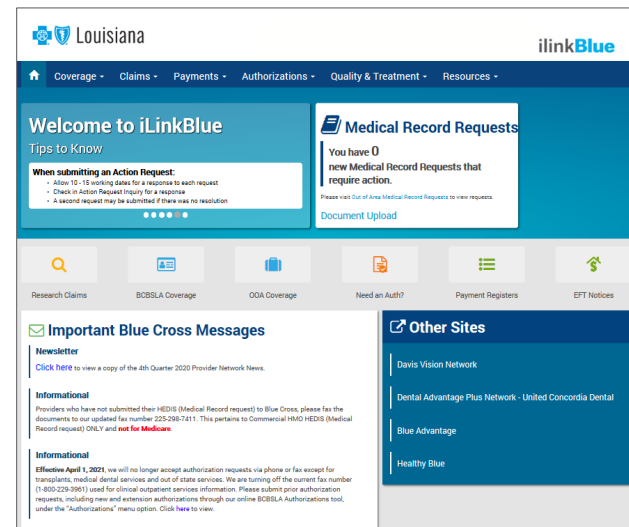 Louisiana
ilinkBlue
Coverage
Claims
Payments
Authorizations
Quality & Treatment
Resources
Welcome to iLinkBlue
Tips to Know
When submitting an Action Request:
Allow 10 - 15 working dates for a response to each request
Check in Action Request Inquiry for a response
A second request may be submitted if there was no resolution
Medical Record Requests
You have 0
new Medical Record Requests that
require action.
Please visit Out of Area Medical Record Requests to view requests.
Document Upload
Research Claims
BCBSLA Coverage
OOA Coverage
Need an Auth?
Payment Registers
EFT Notices
Important Blue Cross Messages
Newsletter
Click here to view a copy of the 4th Quarter 2020 Provider Network News.
Informational
Providers who have not submitted their HEDIS (Medical Record request) to Blue Cross, please fax the
documents to our updated fax number 225-298-7411. This pertains to Commercial HMO HEDIS (Medical
Record request) ONLY and not for Medicare.
Informational
Effective April 1, 2021, we will no longer accept authorization requests via phone or fax except for
transplants, medical dental services and out of state services. We are turning off the current fax number
(1-800-229-3961) used for clinical outpatient services information. Please submit prior authorization
requests, including new and extension authorizations through our online BCBSLA Authorizations tool,
under the "Authorizations" menu option. Click here to view.
Other Sites
Davis Vision Network
Dental Advantage Plus Network - United Concordia Dental
Blue Advantage
Healthy Blue